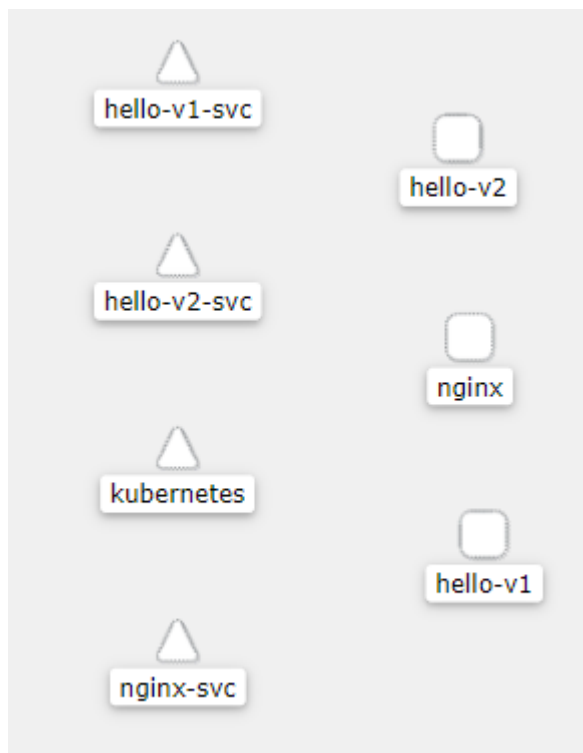 hello-v1-svc
hello-v2
hello-v2-svc
nginx
kubernetes
hello-v1
nginx-svc